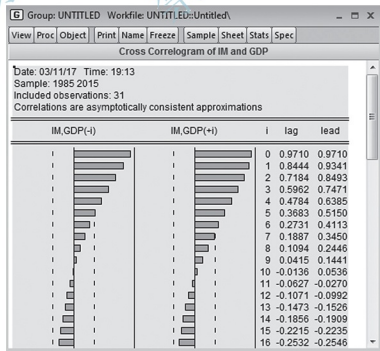 G Group: UNTITLED Workfile: UNTITLED::Untitled\
View Proc Object Print Name Freeze Sample Sheet Stats Spec
Cross Correlogram of IM and GDP
Date: 03/11/17 Time: 19:13
Sample: 1985 2015
Included observations: 31
Correlations are asymptotically consistent approximations
IM,GDP(-i) IM,GDP(+i) i lag lead
0 0.9710 0.9710
1 0.8444 0.9341
2 0.7184 0.8493
3 0.5962 0.7471
4 0.4784 0.6385
5 0.3683 0.5150
6 0.2731 0.4113
7 0.1887 0.3450
8 0.1094 0.2446
9 0.0415 0.1441
10 -0.0136 0.0536
11 -0.0627 -0.0270
12 -0.1071 -0.0992
13 -0.1473 -0.1526
14 -0.1856 -0.1909
15 -0.2215 -0.2235
16 -0.2532 -0.2546